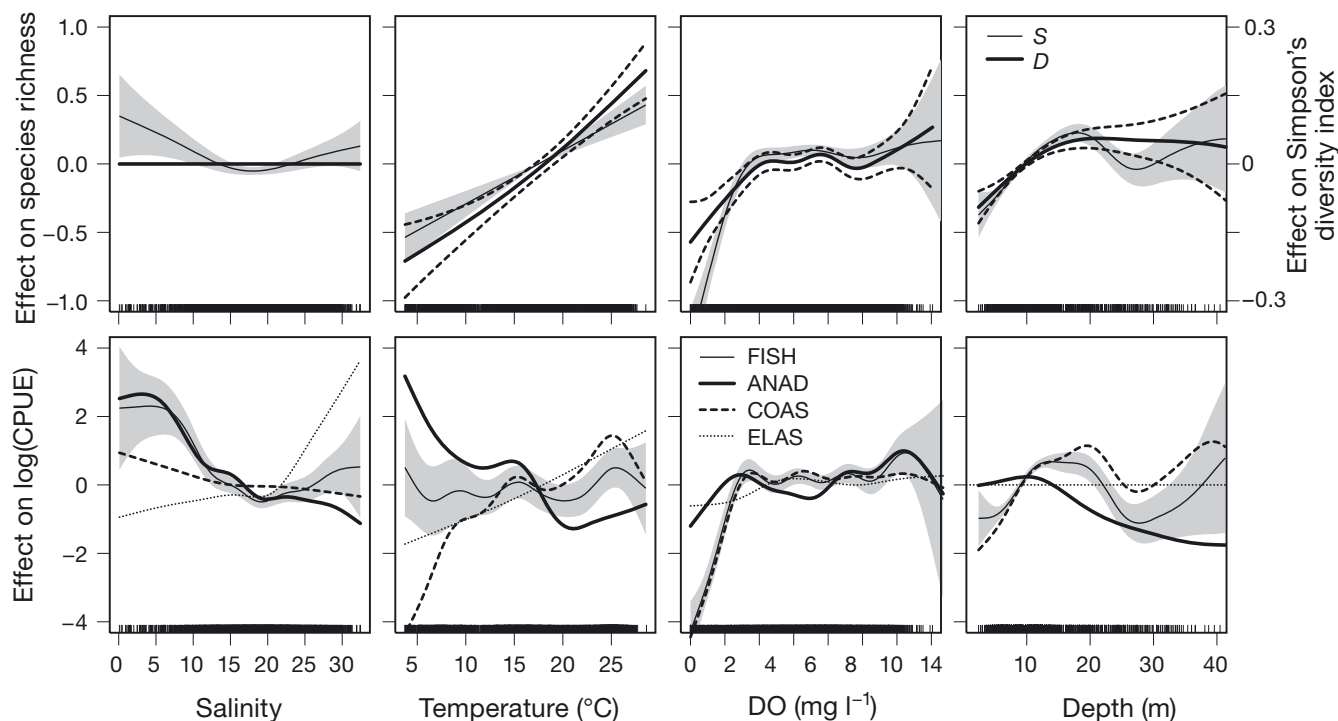 Effect on species richness
1.0
0.5
0.0
−0.5
−1.0
S
D
0.3
0
−0.3
Effect on Simpson's
diversity index
Effect on log(CPUE)
4
2
0
−2
−4
FISH
ANAD
COAS
ELAS
0 5 10 15 20 25 30
5 10 15 20 25
0 2 4 6 8 10 14
10 20 30 40
Salinity
Temperature (°C)
DO (mg l⁻¹)
Depth (m)